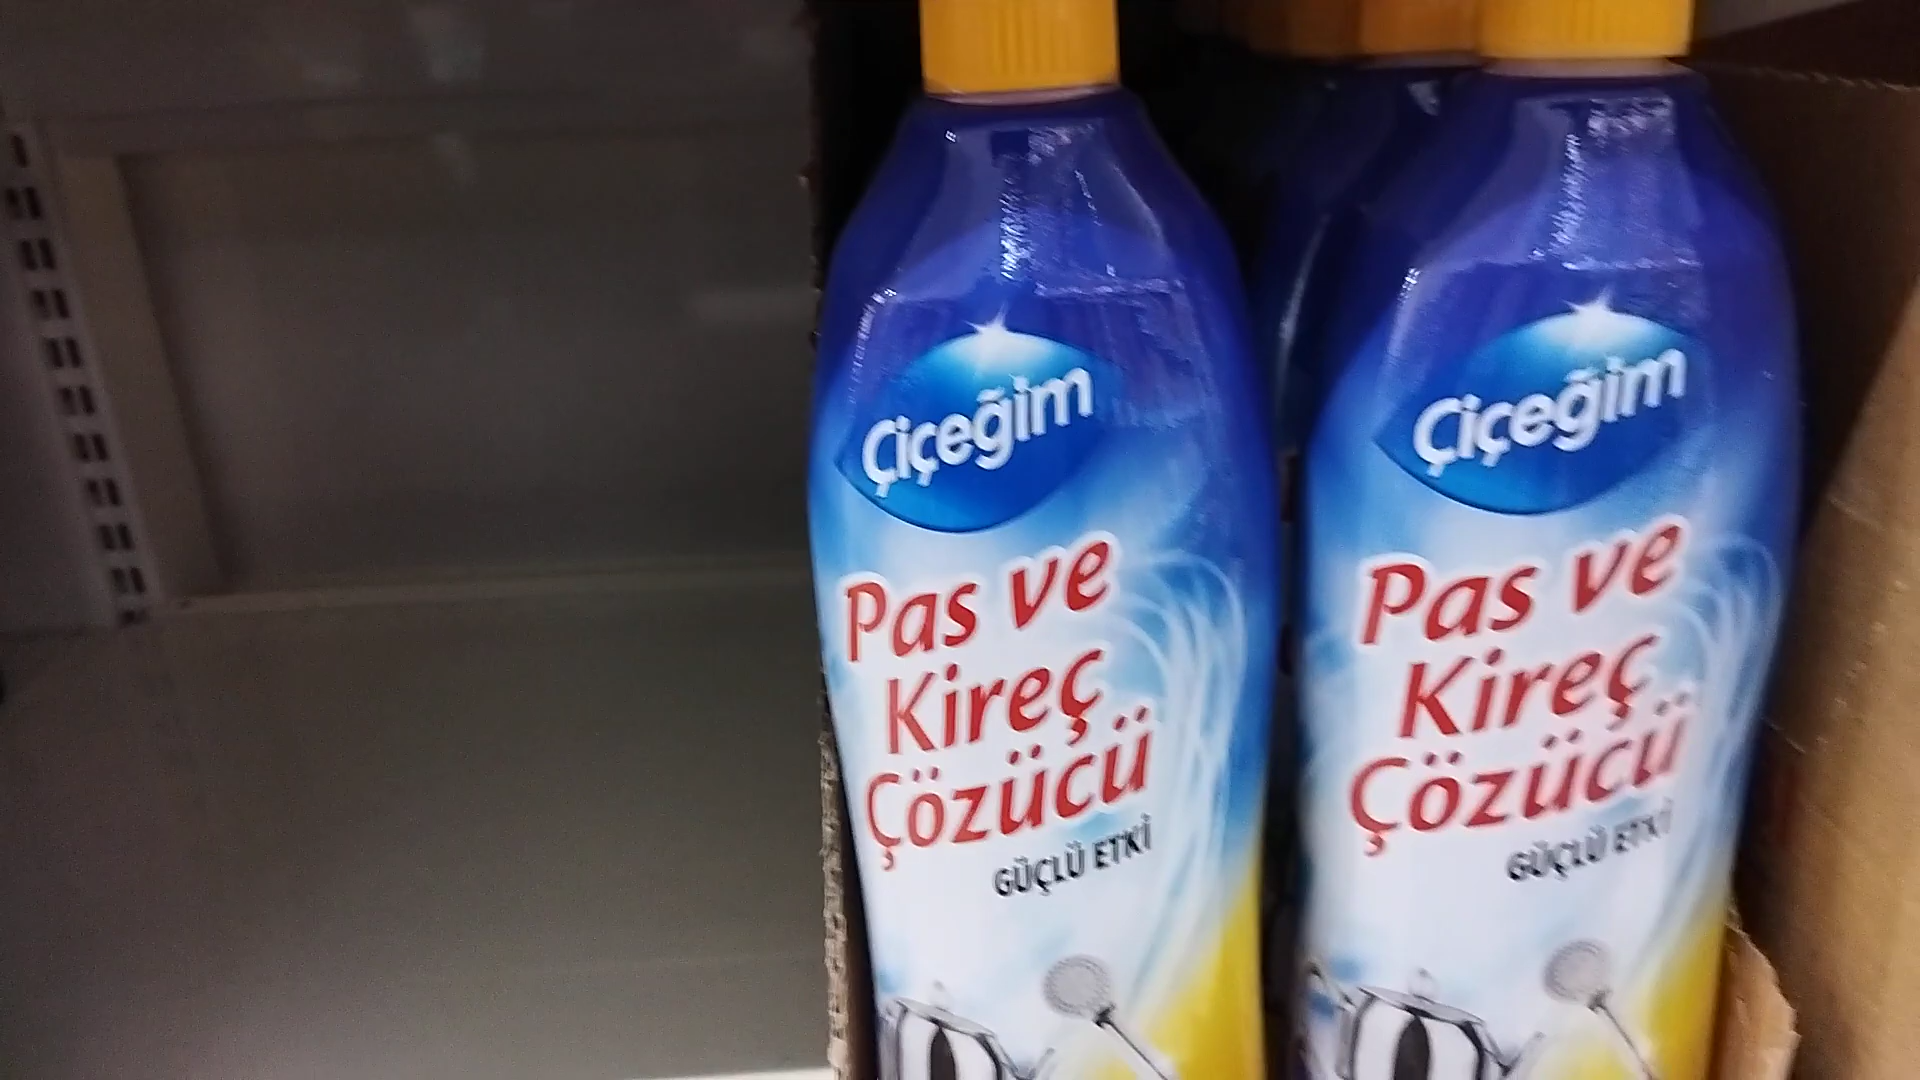 Çiçeğim
Pas ve
Kireç
Çözücü
GÜÇLÜ ETKİ
Çiçeğim
Pas ve
Kireç
Çözücü
GÜÇLÜ ETKİ